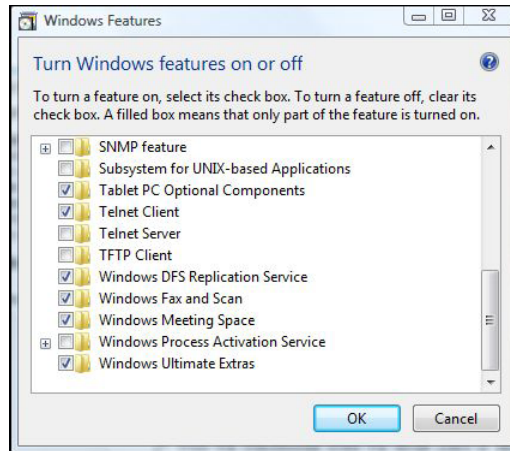 Windows Features
Turn Windows features on or off
To turn a feature on, select its check box. To turn a feature off, clear its
check box. A filled box means that only part of the feature is turned on.
SNMP feature
Subsystem for UNIX-based Applications
Tablet PC Optional Components
Telnet Client
Telnet Server
TFTP Client
Windows DFS Replication Service
Windows Fax and Scan
Windows Meeting Space
Windows Process Activation Service
Windows Ultimate Extras
OK Cancel